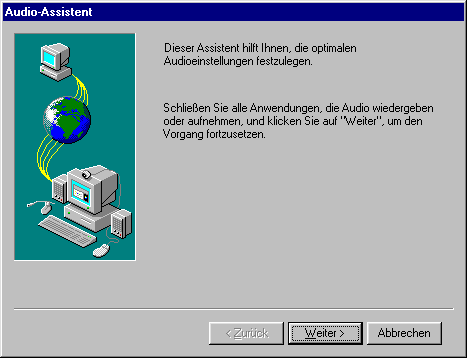 Audio-Assistent
Dieser Assistent hilft Ihnen, die optimalen
Audioeinstellungen festzulegen.
Schließen Sie alle Anwendungen, die Audio wiedergeben
oder aufnehmen, und klicken Sie auf "Weiter", um den
Vorgang fortzusetzen.
< Zurück
Weiter >
Abbrechen